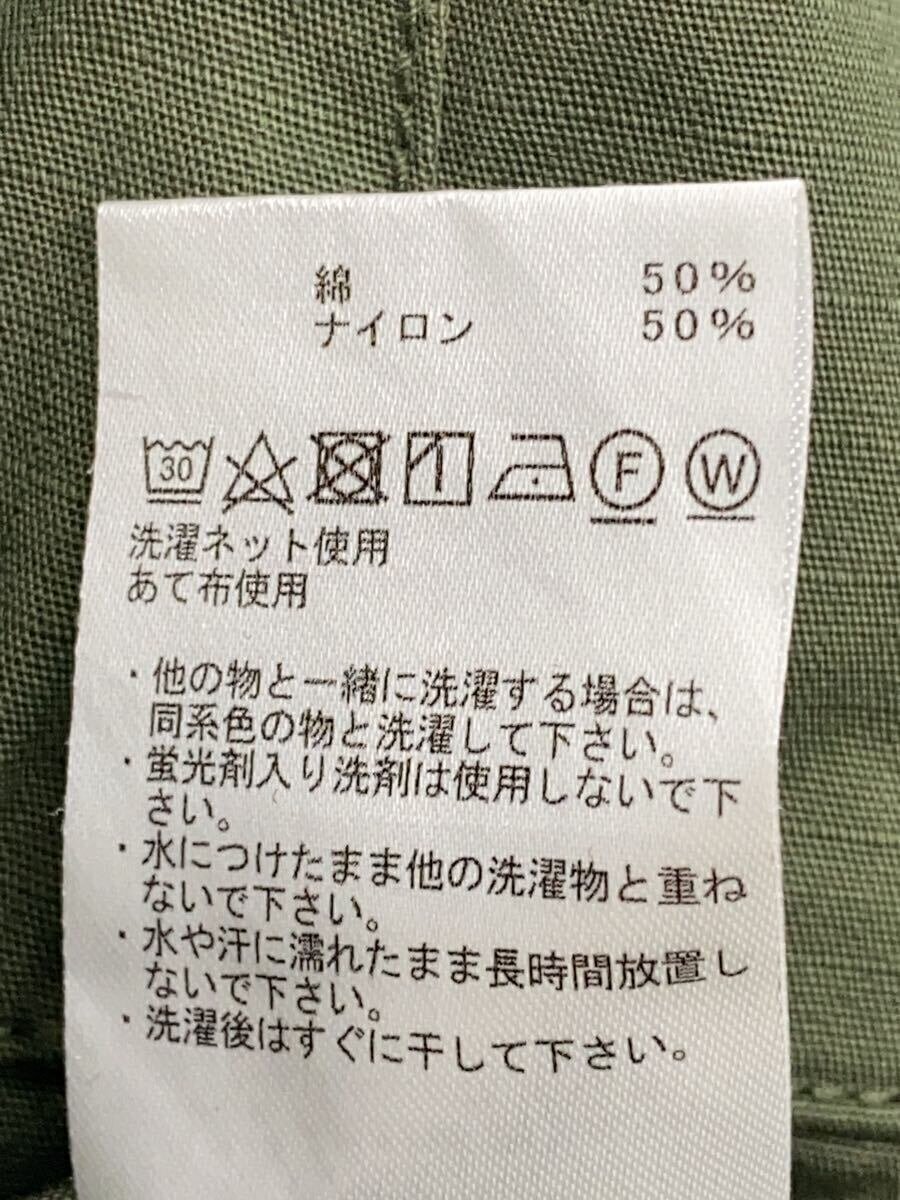 綿 50%
ナイロン 50%
30 F W
洗濯ネット使用
あて布使用
・他の物と一緒に洗濯する場合は、
同系色の物と洗濯して下さい。
・蛍光剤入り洗剤は使用しないで下
さい。
・水につけたまま他の洗濯物と重ね
ないで下さい。
・水や汗に濡れたまま長時間放置し
ないで下さい。
・洗濯後はすぐに干して下さい。